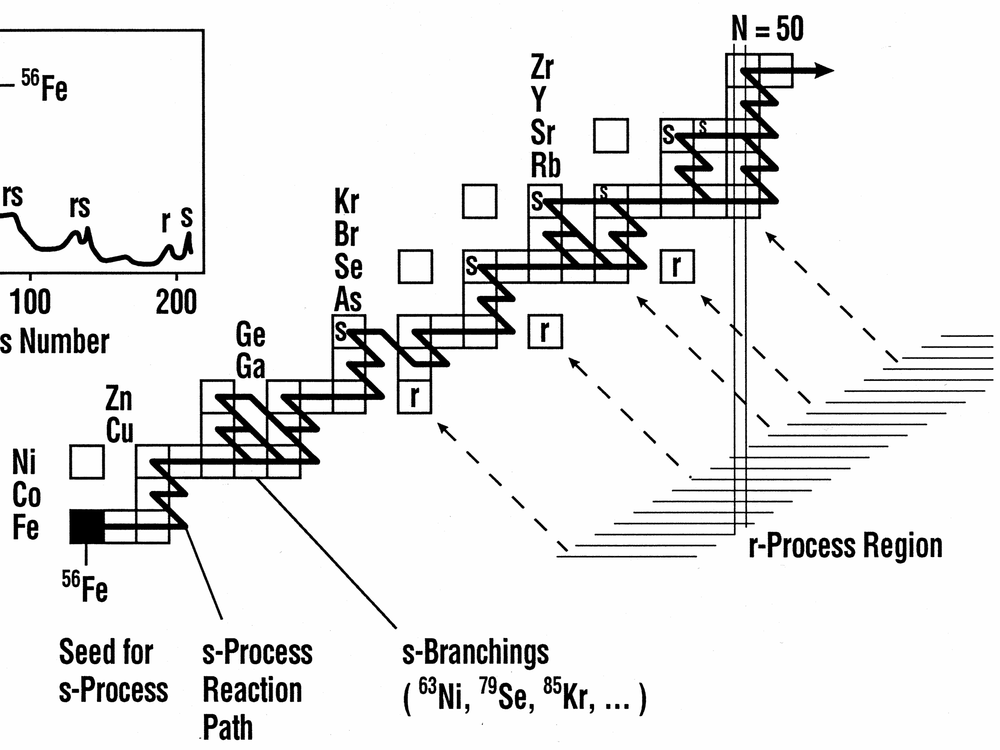 N = 50
56Fe
rs
rs
r s
100
200
s Number
Zr
Y
Sr
Rb
Kr
Br
Se
As
Ge
Ga
Zn
Cu
Ni
Co
Fe
s
s
s
s
s
s
r
r
r
56Fe
r-Process Region
Seed for
s-Process
s-Process
Reaction
Path
s-Branchings
( 63Ni, 79Se, 85Kr, ... )